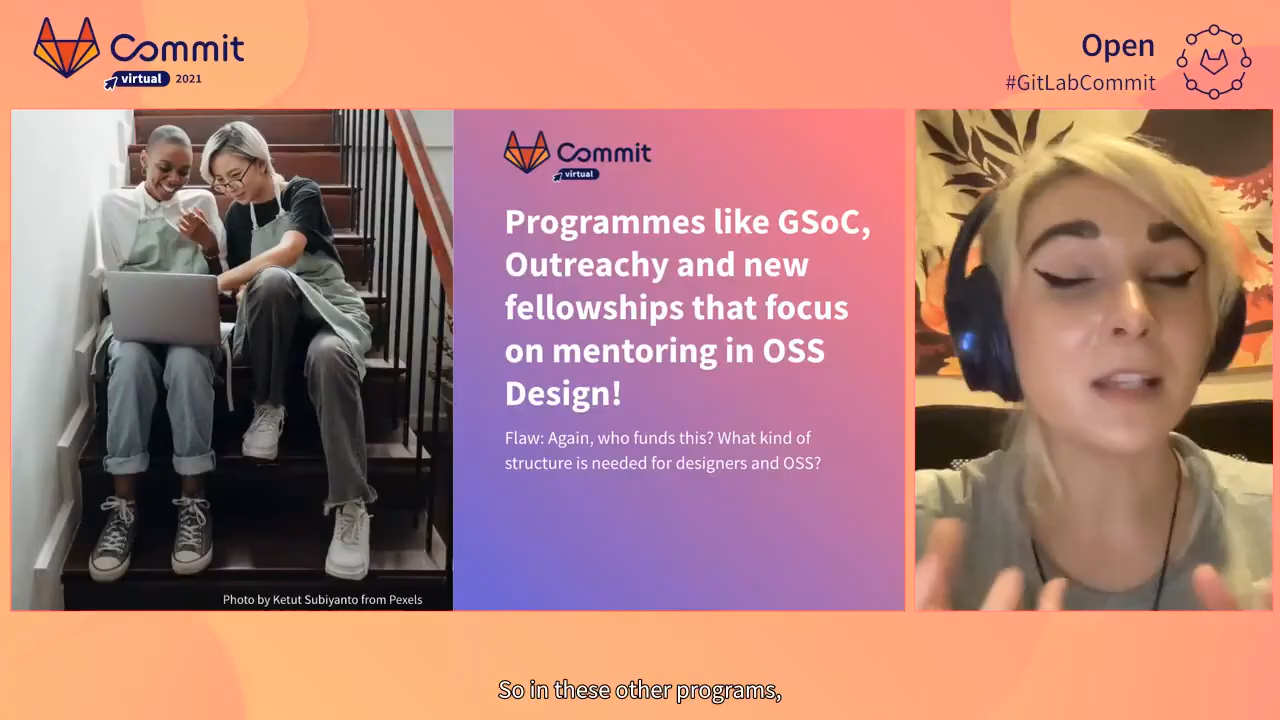 Commit
virtual 2021
Open
#GitLabCommit
Commit
virtual
Programmes like GSoC,
Outreachy and new
fellowships that focus
on mentoring in OSS
Design!
Flaw: Again, who funds this? What kind of
structure is needed for designers and OSS?
Photo by Ketut Subiyanto from Pexels
So in these other programs,